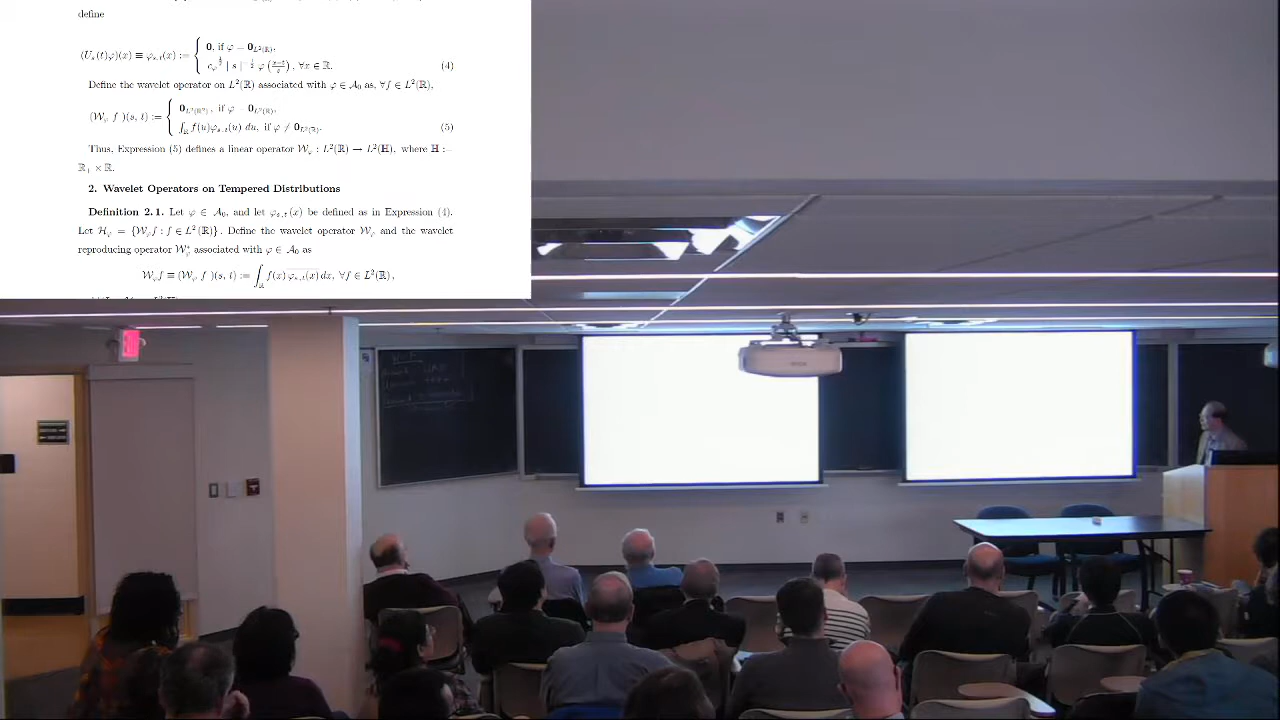 define
(U_s(t)φ)(x) ≡ φ_{s,t}(x) := { 0, if φ = 0_{L²(ℝ)},
c_φ^{½} | s |^{-½} φ ( (x−t)/s ), ∀x ∈ ℝ. (4)
Define the wavelet operator on L²(ℝ) associated with φ ∈ A₀ as, ∀f ∈ L²(ℝ),
(W_φ f )(s, t) := { 0_{L²(ℝ²)}, if φ = 0_{L²(ℝ)},
∫_ℝ f(u)φ_{s,t}(u) du, if φ ≠ 0_{L²(ℝ)}. (5)
Thus, Expression (5) defines a linear operator W_φ : L²(ℝ) → L²(ℍ), where ℍ :=
ℝ₊ × ℝ.
2. Wavelet Operators on Tempered Distributions
Definition 2.1. Let φ ∈ A₀, and let φ_{s,t}(x) be defined as in Expression (4).
Let H_φ = {W_φ f : f ∈ L²(ℝ)}. Define the wavelet operator W_φ and the wavelet
reproducing operator W_φ* associated with φ ∈ A₀ as
W_φ f ≡ (W_φ f )(s, t) := ∫_ℝ f(x) φ_{s,t}(x) dx, ∀f ∈ L²(ℝ),